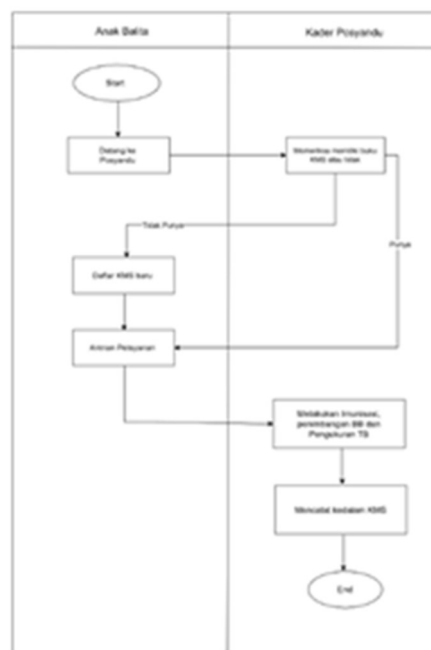 Anak Balita
Kader Posyandu
Start
Datang ke
Posyandu
Memeriksa memiliki buku
KMS atau tidak
Tidak Punya
Punya
Daftar KMS baru
Antrian Pelayanan
Melakukan Imunisasi,
penimbangan BB dan
Pengukuran TB
Mencatat kedalam KMS
End